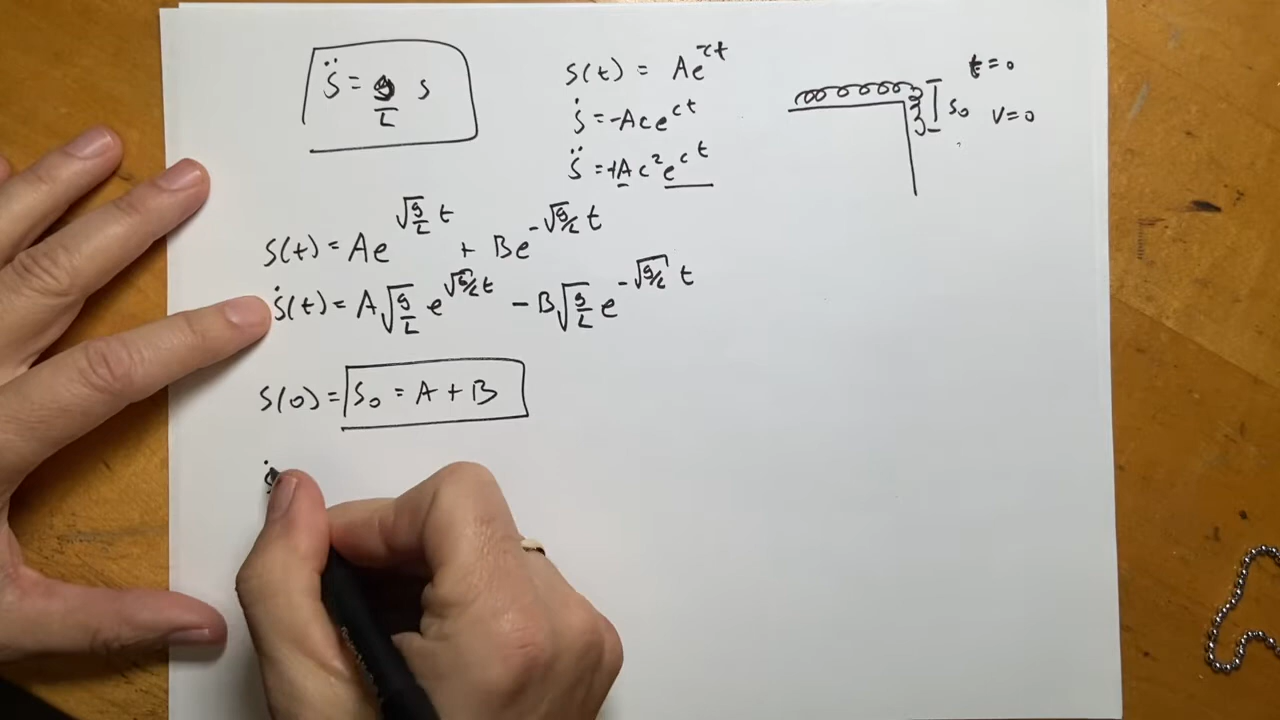 s̈ = g/L s
s(t) = Ae^{ct}
ṡ = -Ace^{ct}
s̈ = +Ac²e^{ct}
t = 0
s₀
v = 0
s(t) = Ae^{√(g/L) t} + Be^{-√(g/L) t}
ṡ(t) = A√(g/L) e^{√(g/L) t} - B√(g/L) e^{-√(g/L) t}
s(0) = s₀ = A + B